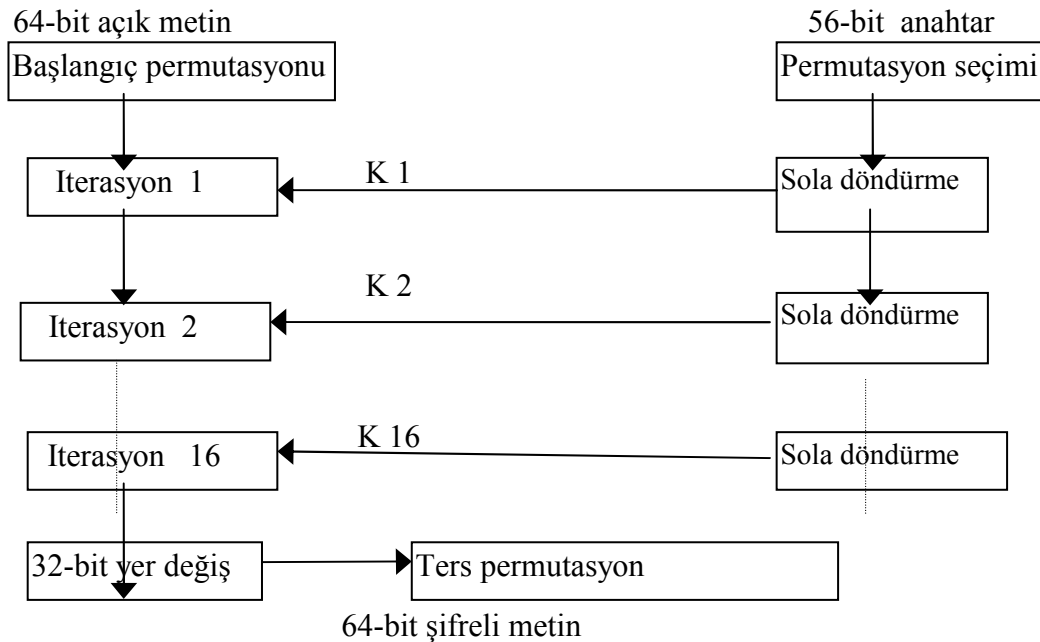 64-bit açık metin
56-bit anahtar
Başlangıç permutasyonu
Permutasyon seçimi
Iterasyon 1
K 1
Sola döndürme
Iterasyon 2
K 2
Sola döndürme
Iterasyon 16
K 16
Sola döndürme
32-bit yer değiş
Ters permutasyon
64-bit şifreli metin